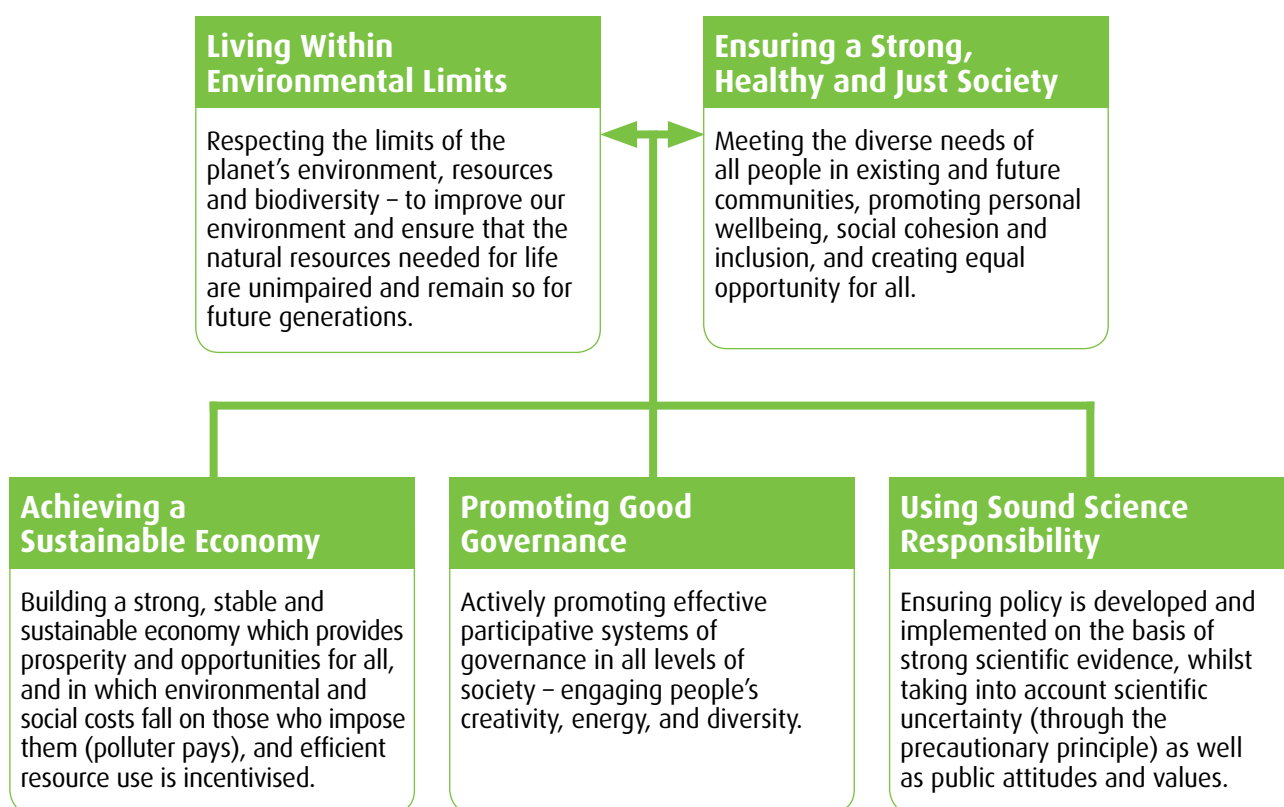 Living Within
Environmental Limits
Respecting the limits of the
planet’s environment, resources
and biodiversity – to improve our
environment and ensure that the
natural resources needed for life
are unimpaired and remain so for
future generations.
Ensuring a Strong,
Healthy and Just Society
Meeting the diverse needs of
all people in existing and future
communities, promoting personal
wellbeing, social cohesion and
inclusion, and creating equal
opportunity for all.
Achieving a
Sustainable Economy
Building a strong, stable and
sustainable economy which provides
prosperity and opportunities for all,
and in which environmental and
social costs fall on those who impose
them (polluter pays), and efficient
resource use is incentivised.
Promoting Good
Governance
Actively promoting effective
participative systems of
governance in all levels of
society – engaging people’s
creativity, energy, and diversity.
Using Sound Science
Responsibility
Ensuring policy is developed and
implemented on the basis of
strong scientific evidence, whilst
taking into account scientific
uncertainty (through the
precautionary principle) as well
as public attitudes and values.